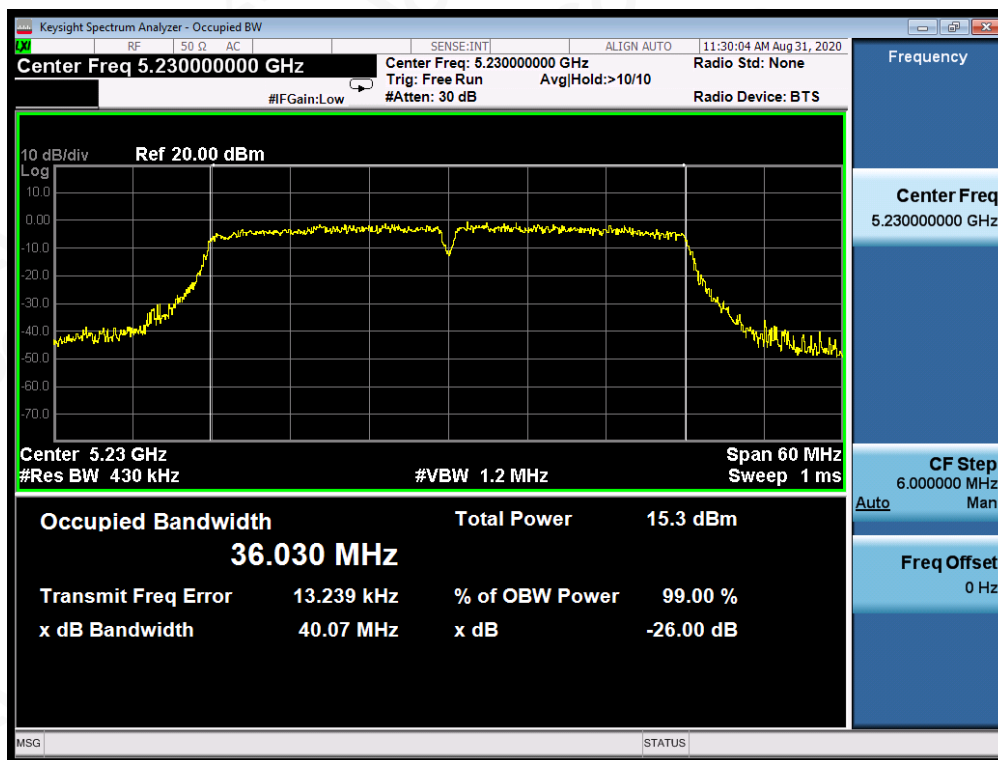 Keysight Spectrum Analyzer - Occupied BW
LXI RF 50 Ω AC SENSE:INT ALIGN AUTO 11:30:04 AM Aug 31, 2020
Center Freq 5.230000000 GHz
Center Freq: 5.230000000 GHz
Radio Std: None
Trig: Free Run Avg|Hold:>10/10
#IFGain:Low
#Atten: 30 dB
Radio Device: BTS
10 dB/div Ref 20.00 dBm
Log
10.0
0.00
-10.0
-20.0
-30.0
-40.0
-50.0
-60.0
-70.0
Center 5.23 GHz Span 60 MHz
#Res BW 430 kHz #VBW 1.2 MHz Sweep 1 ms
Occupied Bandwidth Total Power 15.3 dBm
36.030 MHz
Transmit Freq Error 13.239 kHz % of OBW Power 99.00 %
x dB Bandwidth 40.07 MHz x dB -26.00 dB
MSG STATUS
Frequency
Center Freq
5.230000000 GHz
CF Step
6.000000 MHz
Auto Man
Freq Offset
0 Hz